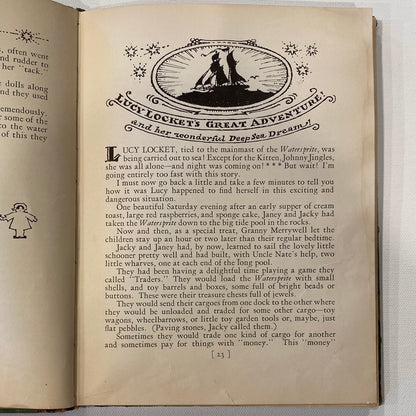 s, often went
and rudder to
her "tack."
e dolls along
nd they used
emendously.
r some of the
to the water
of this they
LUCY LOCKET'S GREAT ADVENTURE!
and her wonderful Deep Sea Dream!
LUCY LOCKET, tied to the mainmast of the Watersprite, was
being carried out to sea! Except for the Kitten, Johnny Jingles,
she was all alone—and night was coming on! *** But wait! I'm
going entirely too fast with this story.
I must now go back a little and take a few minutes to tell you
how it was Lucy happened to find herself in this exciting and
dangerous situation.
One beautiful Saturday evening after an early supper of cream
toast, large red raspberries, and sponge cake, Janey and Jacky had
taken the Watersprite down to the big tide pool in the rocks.
Now and then, as a special treat, Granny Merrywell let the
children stay up an hour or two later than their regular bedtime.
Jacky and Janey had, by now, learned to sail the lovely little
schooner pretty well and had built, with Uncle Nate's help, two
little wharves, one at each end of the long pool.
They had been having a delightful time playing a game they
called "Traders." They would load the Watersprite with small
shells, and toy barrels and boxes, some full of bright beads or
buttons. These were their treasure chests full of jewels.
They would send their cargoes from one dock to the other where
they would be unloaded and traded for some other cargo—toy
wagons, wheelbarrows, or little garden tools or, maybe, just
flat pebbles. (Paving stones, Jacky called them.)
Sometimes they would trade one kind of cargo for another
and sometimes pay for things with "money." This "money"
[ 23 ]